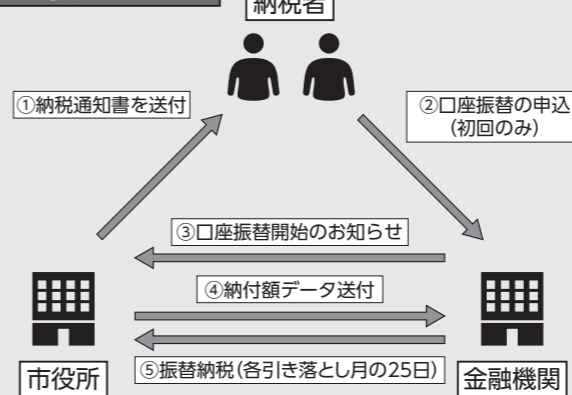 納税者
①納税通知書を送付
②口座振替の申込
(初回のみ)
③口座振替開始のお知らせ
④納付額データ送付
⑤振替納税(各引き落とし月の25日)
市役所
金融機関